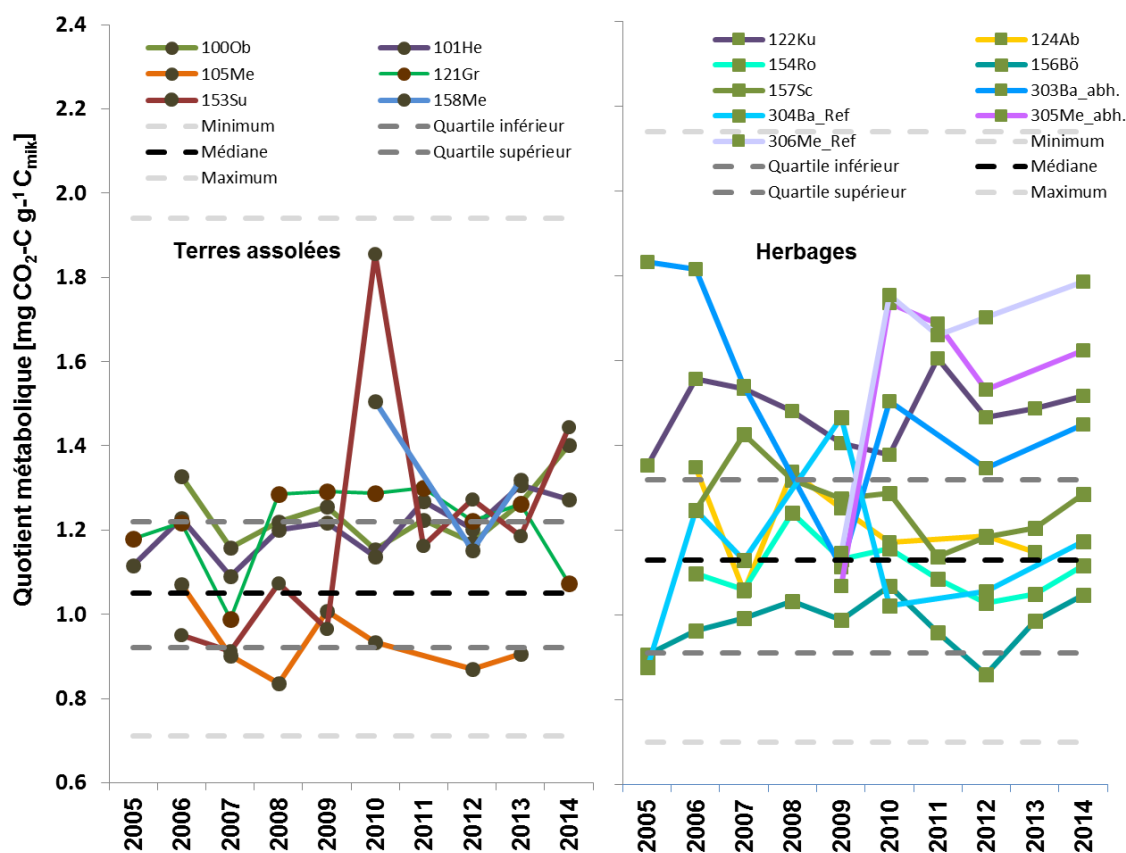 Quotient métabolique [mg CO₂-C g-¹ C_mik]
2.4
2.2
2.0
1.8
1.6
1.4
1.2
1.0
0.8
0.6
100Ob 101He
105Me 121Gr
153Su 158Me
Minimum Quartile inférieur
Médiane Quartile supérieur
Maximum
Terres assolées
2005 2006 2007 2008 2009 2010 2011 2012 2013 2014
122Ku 124Ab
154Ro 156Bö
157Sc 303Ba_abh.
304Ba_Ref 305Me_abh.
306Me_Ref Minimum
Quartile inférieur Médiane
Quartile supérieur Maximum
Herbages
2005 2006 2007 2008 2009 2010 2011 2012 2013 2014